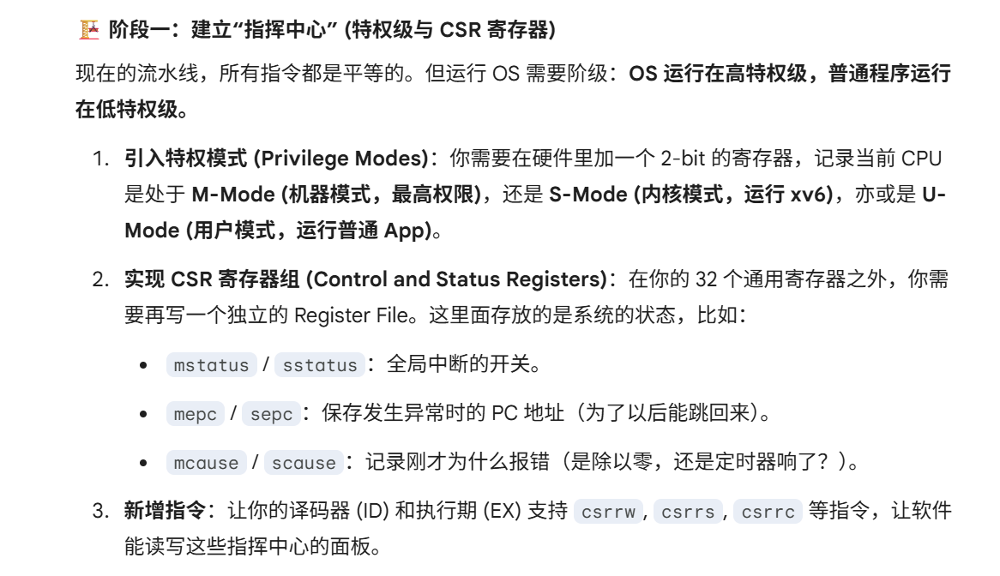 🏗️ 阶段一：建立“指挥中心” (特权级与 CSR 寄存器)
现在的流水线，所有指令都是平等的。但运行 OS 需要阶级：OS 运行在高特权级，普通程序运行
在低特权级。
1. 引入特权模式 (Privilege Modes)：你需要在硬件里加一个 2-bit 的寄存器，记录当前 CPU
是处于 M-Mode (机器模式，最高权限)，还是 S-Mode (内核模式，运行 xv6)，亦或是 U-
Mode (用户模式，运行普通 App)。
2. 实现 CSR 寄存器组 (Control and Status Registers)：在你的 32 个通用寄存器之外，你需
要再写一个独立的 Register File。这里面存放的是系统的状态，比如：
• mstatus / sstatus：全局中断的开关。
• mepc / sepc：保存发生异常时的 PC 地址（为了以后能跳回来）。
• mcause / scause：记录刚才为什么报错（是除以零，还是定时器响了？）。
3. 新增指令：让你的译码器 (ID) 和执行期 (EX) 支持 csrrw, csrrs, csrrc 等指令，让软件
能读写这些指挥中心的面板。